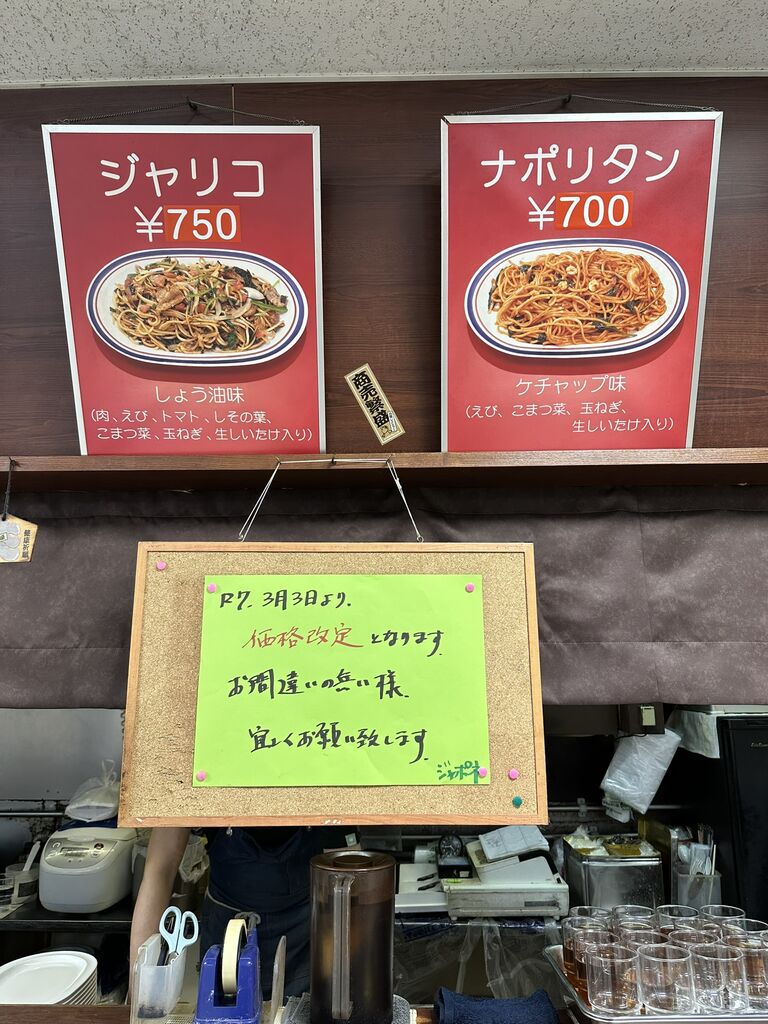 ジャリコ
¥750
しょう油味
(肉、えび、トマト、しその葉、
こまつ菜、玉ねぎ、生しいたけ入り)
ナポリタン
¥700
ケチャップ味
(えび、こまつ菜、玉ねぎ、
生しいたけ入り)
商売繁盛
R7. 3月3日より.
価格改定となります.
お間違いの無い様.
宜しくお願い致します.
ジャポネ